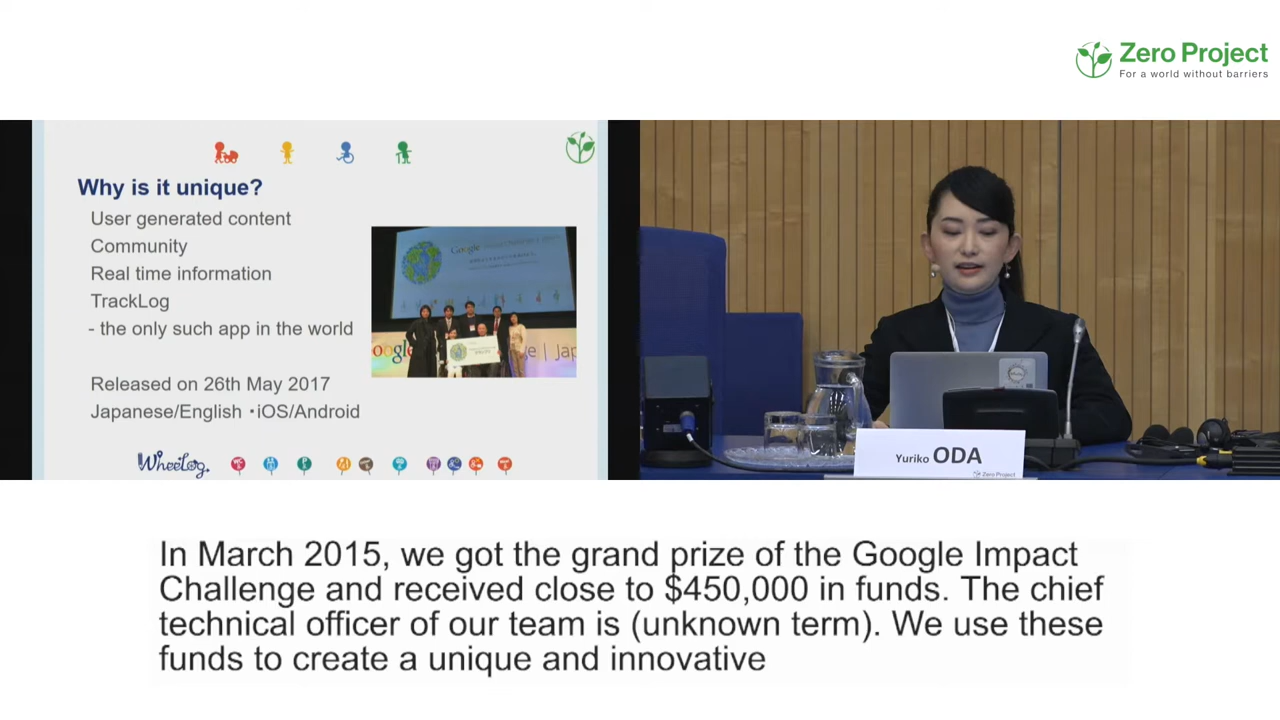 Zero Project
For a world without barriers
Why is it unique?
User generated content
Community
Real time information
TrackLog
- the only such app in the world
Released on 26th May 2017
Japanese/English ・iOS/Android
WheeLog.
Google
Yuriko ODA
Zero Project
In March 2015, we got the grand prize of the Google Impact
Challenge and received close to $450,000 in funds. The chief
technical officer of our team is (unknown term). We use these
funds to create a unique and innovative